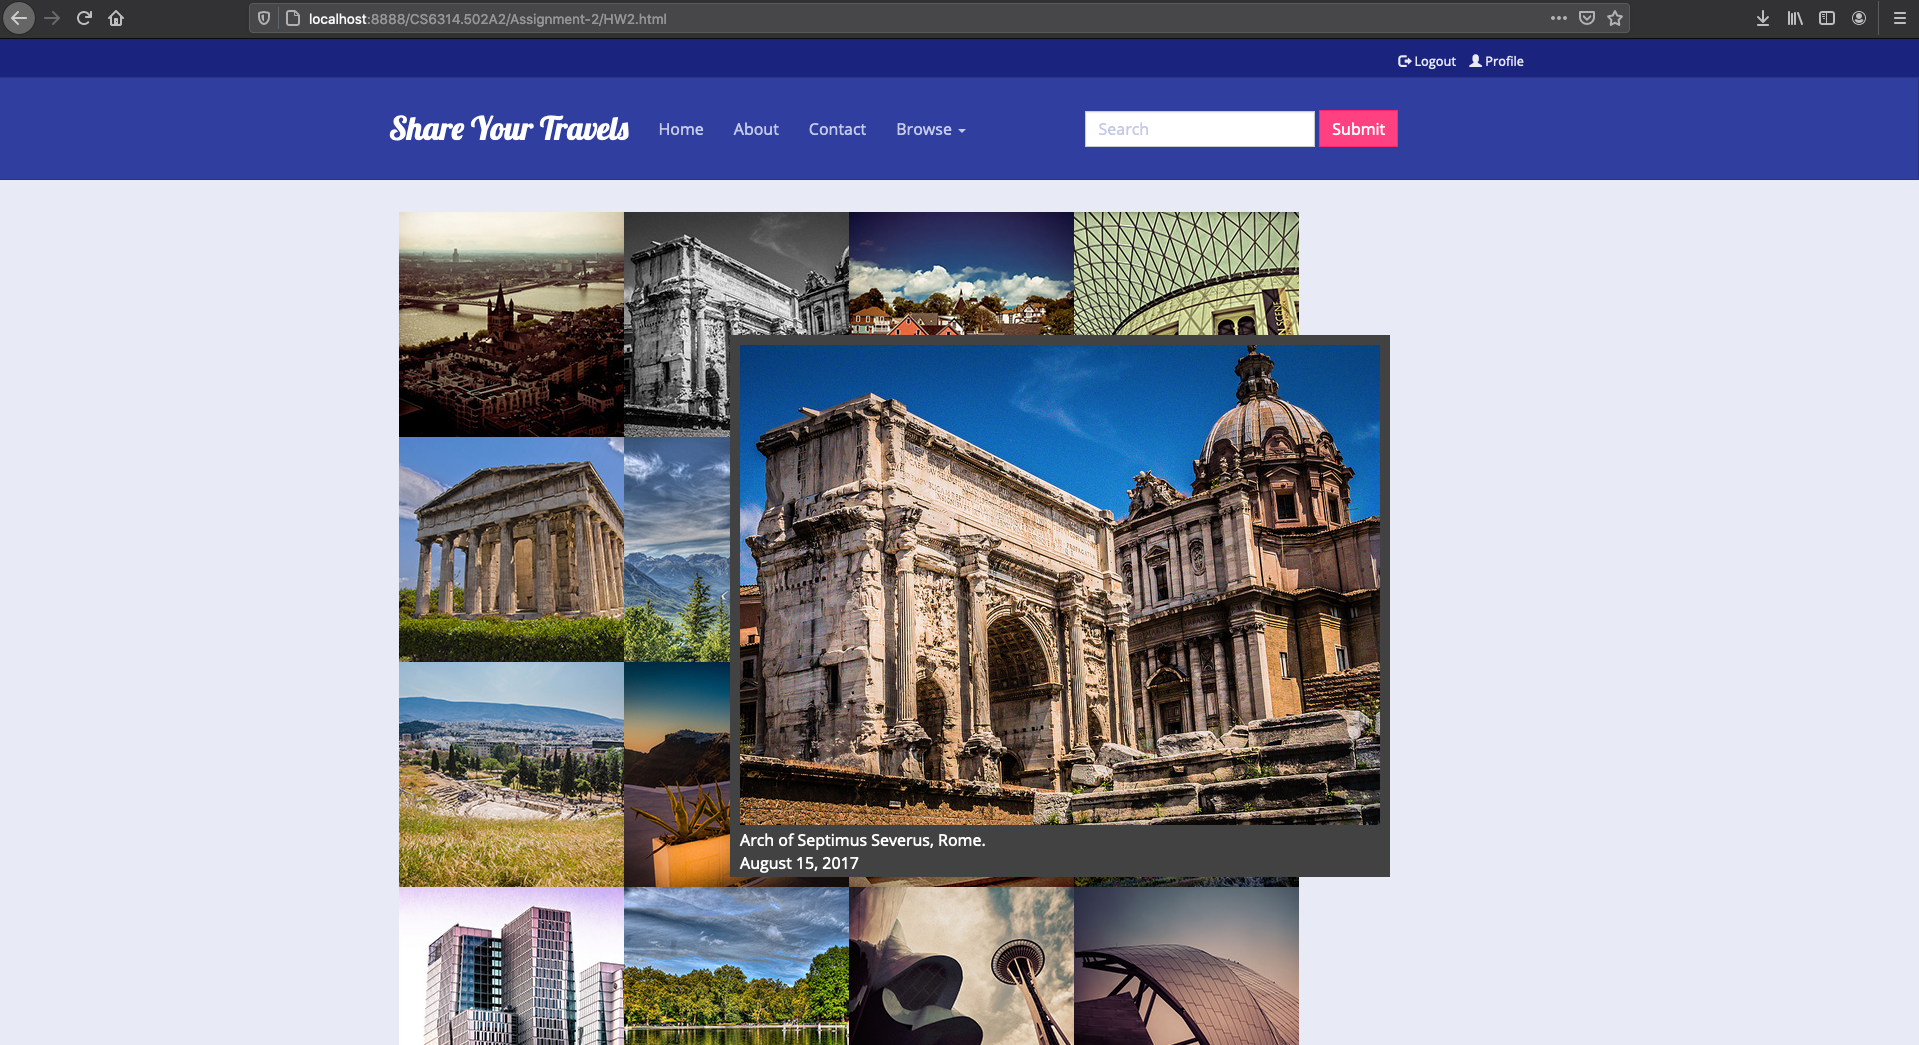 localhost:8888/CS6314.502A2/Assignment-2/HW2.html
Logout Profile
Share Your Travels Home About Contact Browse Search Submit
Arch of Septimus Severus, Rome.
August 15, 2017